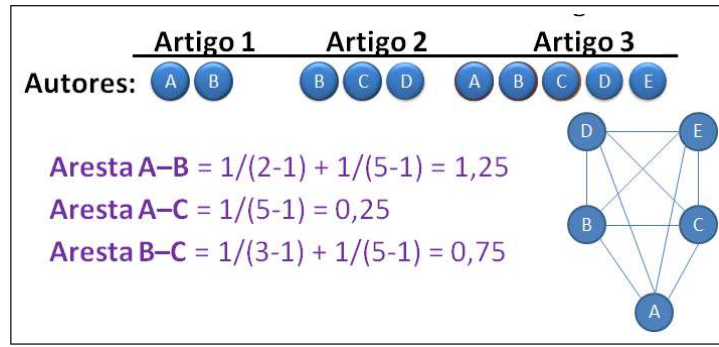 Artigo 1 Artigo 2 Artigo 3
Autores: A B B C D A B C D E
D E
Aresta A–B = 1/(2-1) + 1/(5-1) = 1,25
Aresta A–C = 1/(5-1) = 0,25
B C
Aresta B–C = 1/(3-1) + 1/(5-1) = 0,75
A